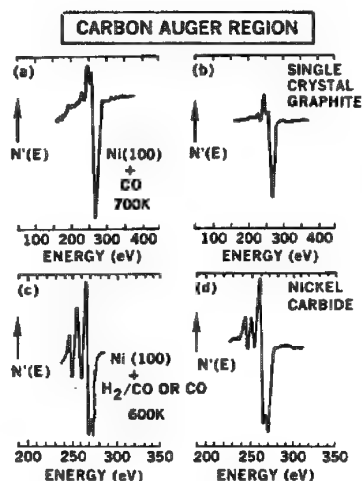 CARBON AUGER REGION
(a)
N'(E)
Ni(100)
+
CO
700K
100 200 300 400
ENERGY (eV)
(b)
SINGLE
CRYSTAL
GRAPHITE
N'(E)
100 200 300 400
ENERGY (eV)
(c)
N'(E)
Ni (100)
+
H2/CO OR CO
600K
200 250 300 350
ENERGY (eV)
(d)
NICKEL
CARBIDE
N'(E)
200 250 300 350
ENERGY (eV)